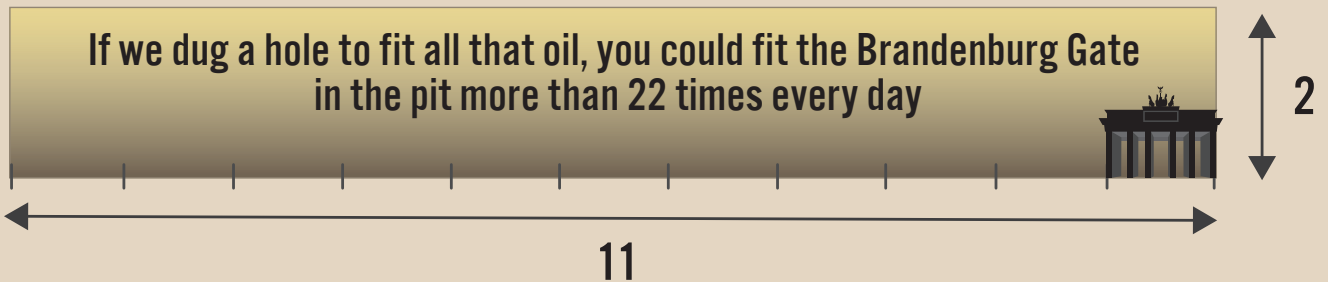 If we dug a hole to fit all that oil, you could fit the Brandenburg Gate
in the pit more than 22 times every day
2
11